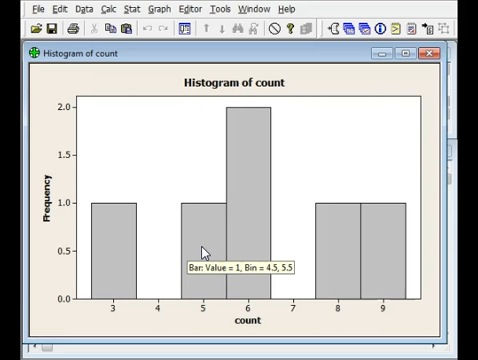 File Edit Data Calc Stat Graph Editor Tools Window Help
Histogram of count
Histogram of count
2.0
1.5
1.0
0.5
0.0
Frequency
Bar: Value = 1, Bin = 4.5, 5.5
3 4 5 6 7 8 9
count